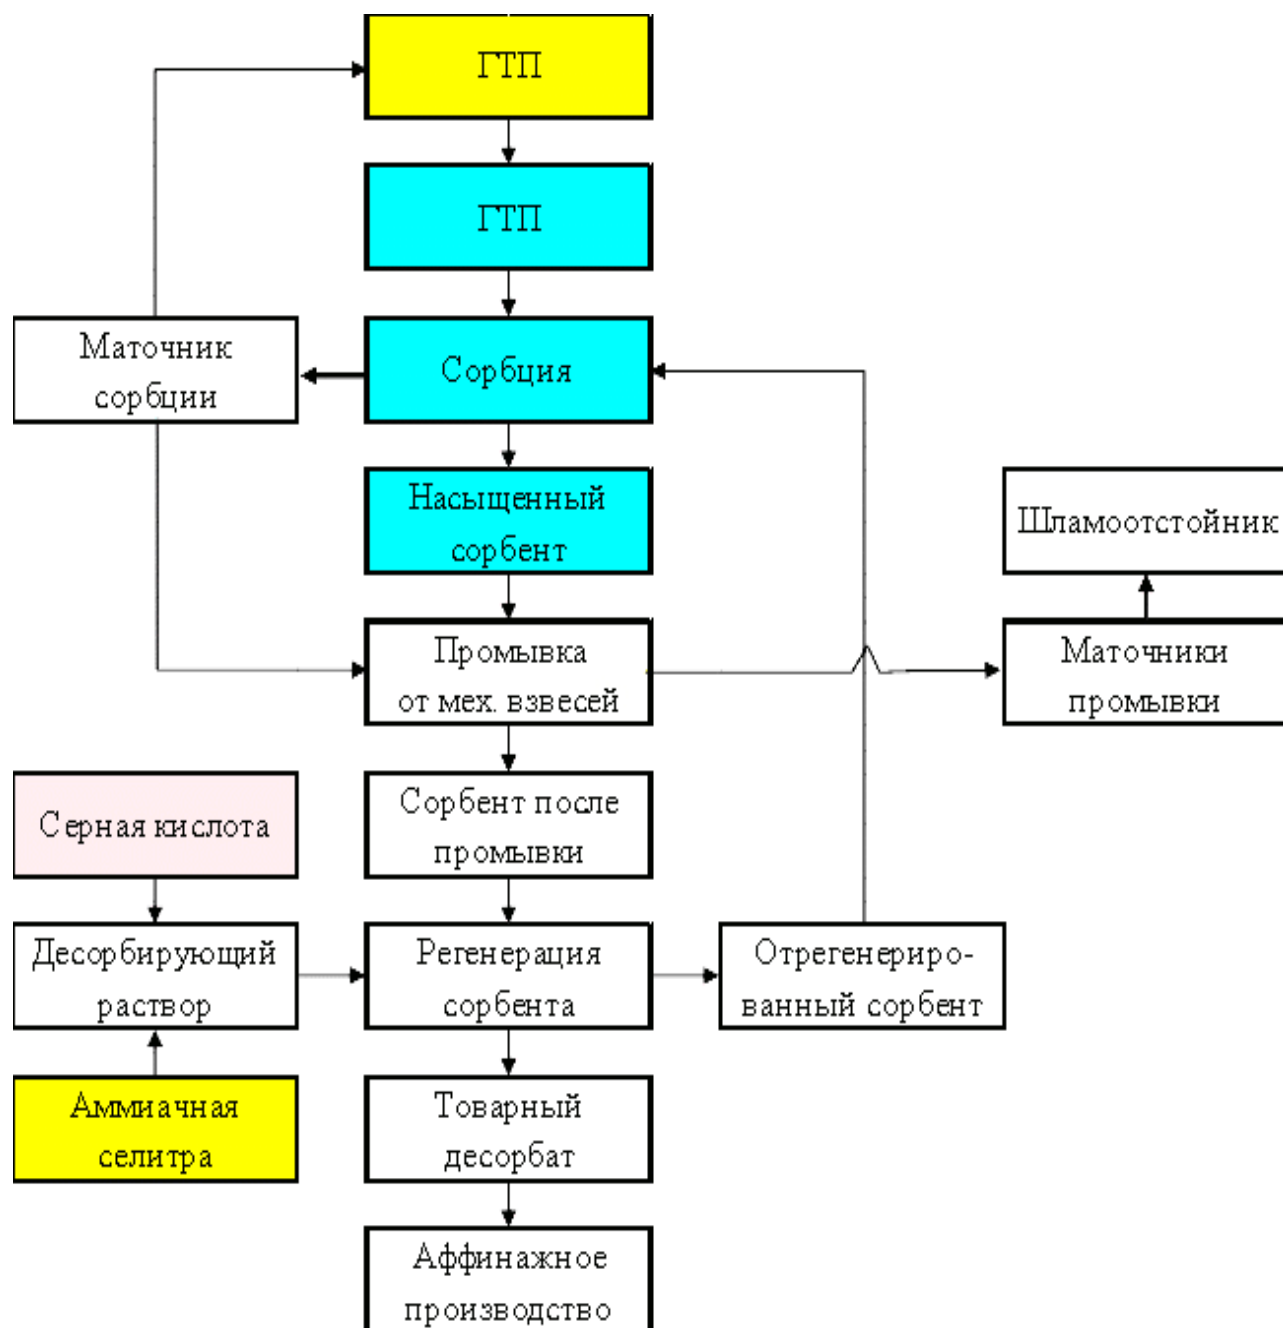 ГТП
ГТП
Маточник
сорбции
Сорбция
Насыщенный
сорбент
Шламоотстойник
Промывка
от мех. взвесей
Маточники
промывки
Серная кислота
Сорбент после
промывки
Десорбирующий
раствор
Регенерация
сорбента
Отрегенериро-
ванный сорбент
Аммиачная
селитра
Товарный
десорбат
Аффинажное
производство